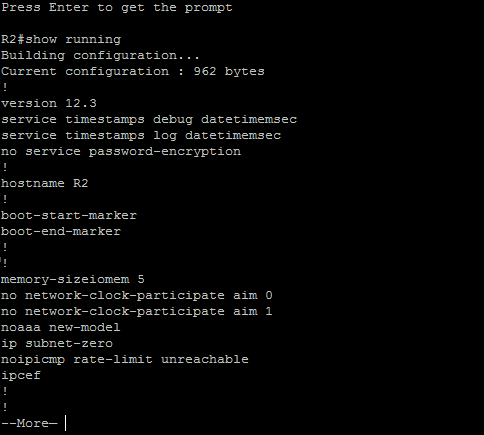 Press Enter to get the prompt
R2#show running
Building configuration...
Current configuration : 962 bytes
!
version 12.3
service timestamps debug datetimemsec
service timestamps log datetimemsec
no service password-encryption
!
hostname R2
!
boot-start-marker
boot-end-marker
!
!
memory-sizeiomem 5
no network-clock-participate aim 0
no network-clock-participate aim 1
noaaa new-model
ip subnet-zero
noipicmp rate-limit unreachable
ipcef
!
!
--More—